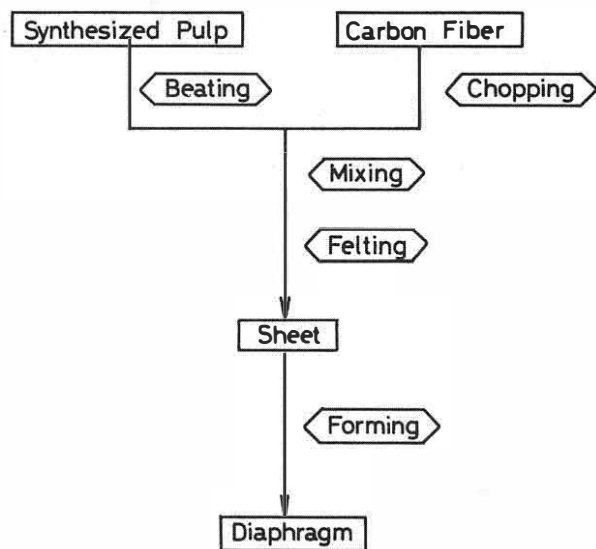 Synthesized Pulp
Carbon Fiber
Beating
Chopping
Mixing
Felting
Sheet
Forming
Diaphragm